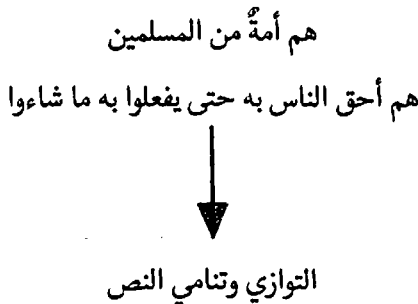 هم أمةٌ من المسلمين
هم أحق الناس به حتى يفعلوا به ما شاءوا
التوازي وتنامي النص